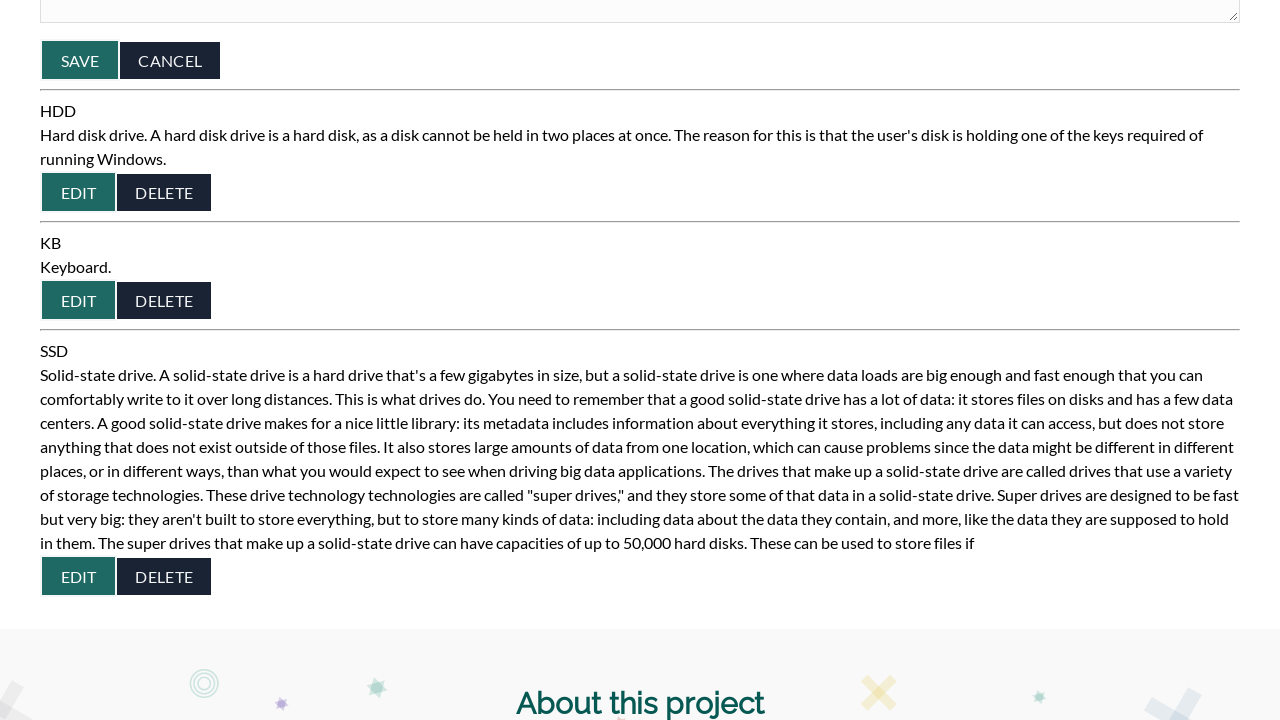 SAVE CANCEL
HDD
Hard disk drive. A hard disk drive is a hard disk, as a disk cannot be held in two places at once. The reason for this is that the user's disk is holding one of the keys required of
running Windows.
EDIT DELETE
KB
Keyboard.
EDIT DELETE
SSD
Solid-state drive. A solid-state drive is a hard drive that's a few gigabytes in size, but a solid-state drive is one where data loads are big enough and fast enough that you can
comfortably write to it over long distances. This is what drives do. You need to remember that a good solid-state drive has a lot of data: it stores files on disks and has a few data
centers. A good solid-state drive makes for a nice little library: its metadata includes information about everything it stores, including any data it can access, but does not store
anything that does not exist outside of those files. It also stores large amounts of data from one location, which can cause problems since the data might be different in different
places, or in different ways, than what you would expect to see when driving big data applications. The drives that make up a solid-state drive are called drives that use a variety
of storage technologies. These drive technology technologies are called "super drives," and they store some of that data in a solid-state drive. Super drives are designed to be fast
but very big: they aren't built to store everything, but to store many kinds of data: including data about the data they contain, and more, like the data they are supposed to hold
in them. The super drives that make up a solid-state drive can have capacities of up to 50,000 hard disks. These can be used to store files if
EDIT DELETE
About this project